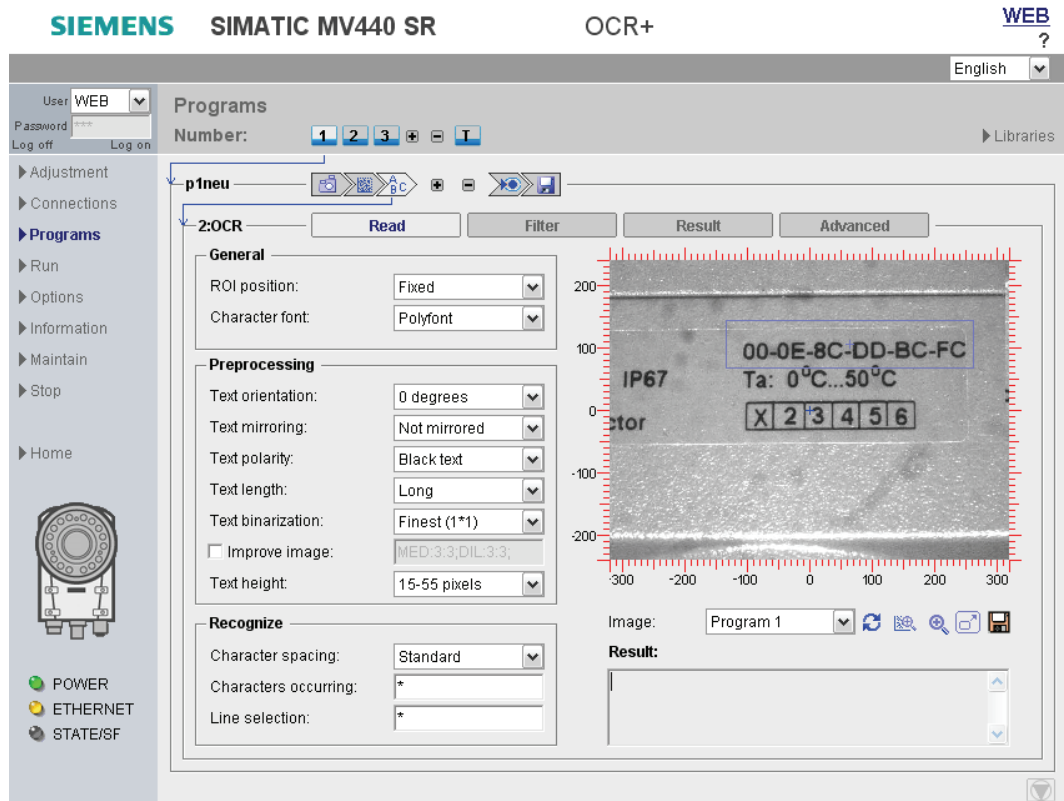 SIEMENS SIMATIC MV440 SR OCR+ WEB
?
English
User WEB
Password ***
Log off Log on
Programs
Number: 1 2 3 T Libraries
Adjustment
Connections
Programs
Run
Options
Information
Maintain
Stop
Home
POWER
ETHERNET
STATE/SF
p1neu ABC
2:OCR Read Filter Result Advanced
General
ROI position: Fixed
Character font: Polyfont
Preprocessing
Text orientation: 0 degrees
Text mirroring: Not mirrored
Text polarity: Black text
Text length: Long
Text binarization: Finest (1*1)
Improve image: MED:3:3;DIL:3:3;
Text height: 15-55 pixels
Recognize
Character spacing: Standard
Characters occurring: *
Line selection: *
200
100
0
-100
-200
-300 -200 -100 0 100 200 300
00-0E-8C-DD-BC-FC
IP67 Ta: 0°C...50°C
ctor X 2 3 4 5 6
Image: Program 1
Result: